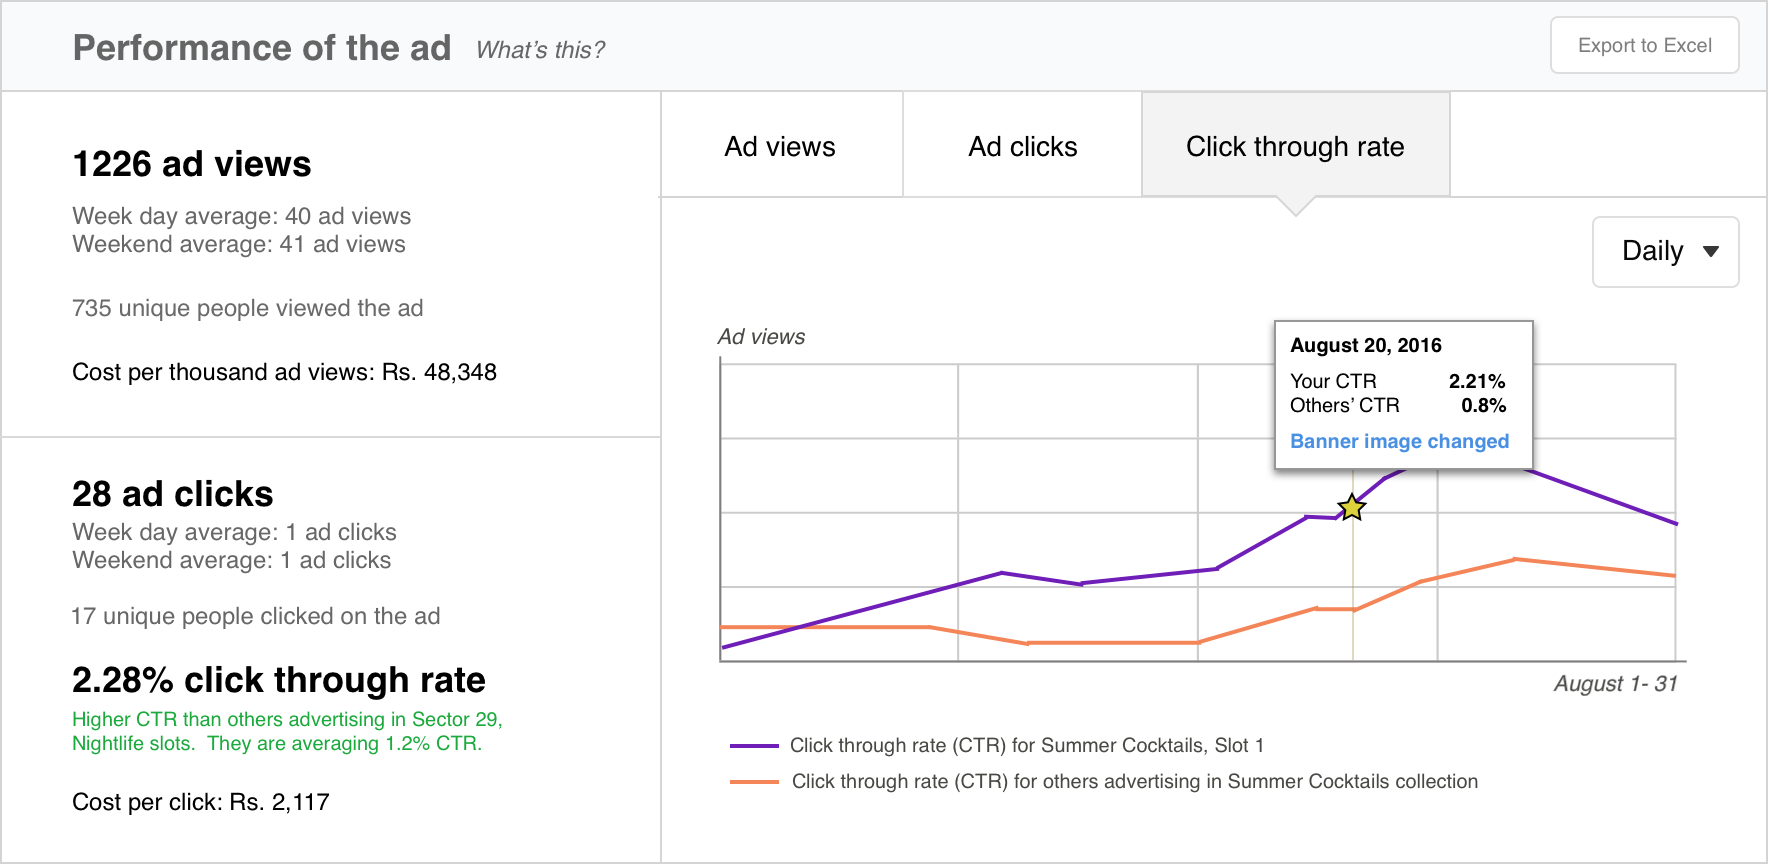 Performance of the ad What's this?
Export to Excel
1226 ad views
Week day average: 40 ad views
Weekend average: 41 ad views
735 unique people viewed the ad
Cost per thousand ad views: Rs. 48,348
28 ad clicks
Week day average: 1 ad clicks
Weekend average: 1 ad clicks
17 unique people clicked on the ad
2.28% click through rate
Higher CTR than others advertising in Sector 29,
Nightlife slots. They are averaging 1.2% CTR.
Cost per click: Rs. 2,117
Ad views
Ad clicks
Click through rate
Daily
Ad views
August 20, 2016
Your CTR 2.21%
Others' CTR 0.8%
Banner image changed
August 1- 31
Click through rate (CTR) for Summer Cocktails, Slot 1
Click through rate (CTR) for others advertising in Summer Cocktails collection